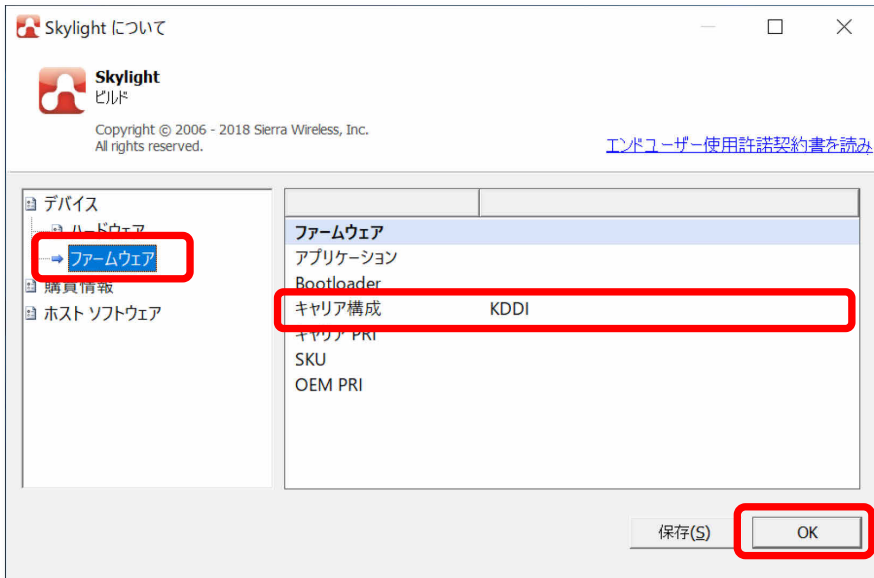 Skylight について
Skylight
ビルド
Copyright © 2006 - 2018 Sierra Wireless, Inc.
All rights reserved.
エンドユーザー使用許諾契約書を読み
デバイス
ハードウェア
ファームウェア
購買情報
ホスト ソフトウェア
ファームウェア
アプリケーション
Bootloader
キャリア構成 KDDI
キャリア PRI
SKU
OEM PRI
保存(S)
OK